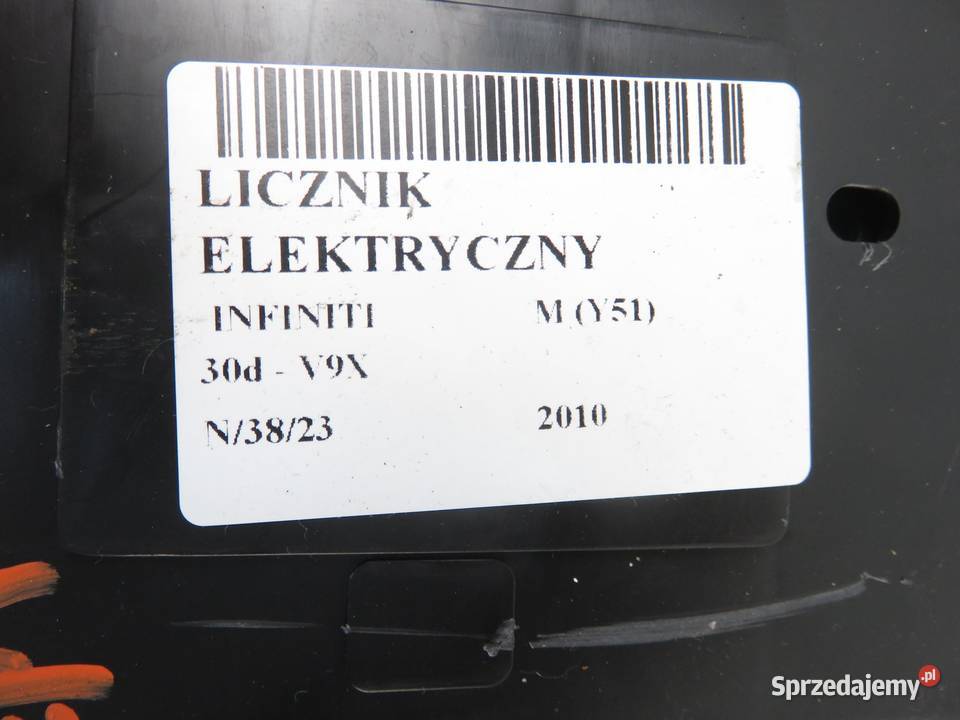 LICZNIK
ELEKTRYCZNY
INFINITI M (Y51)
30d - V9X
N/38/23 2010
Sprzedajemy.pl